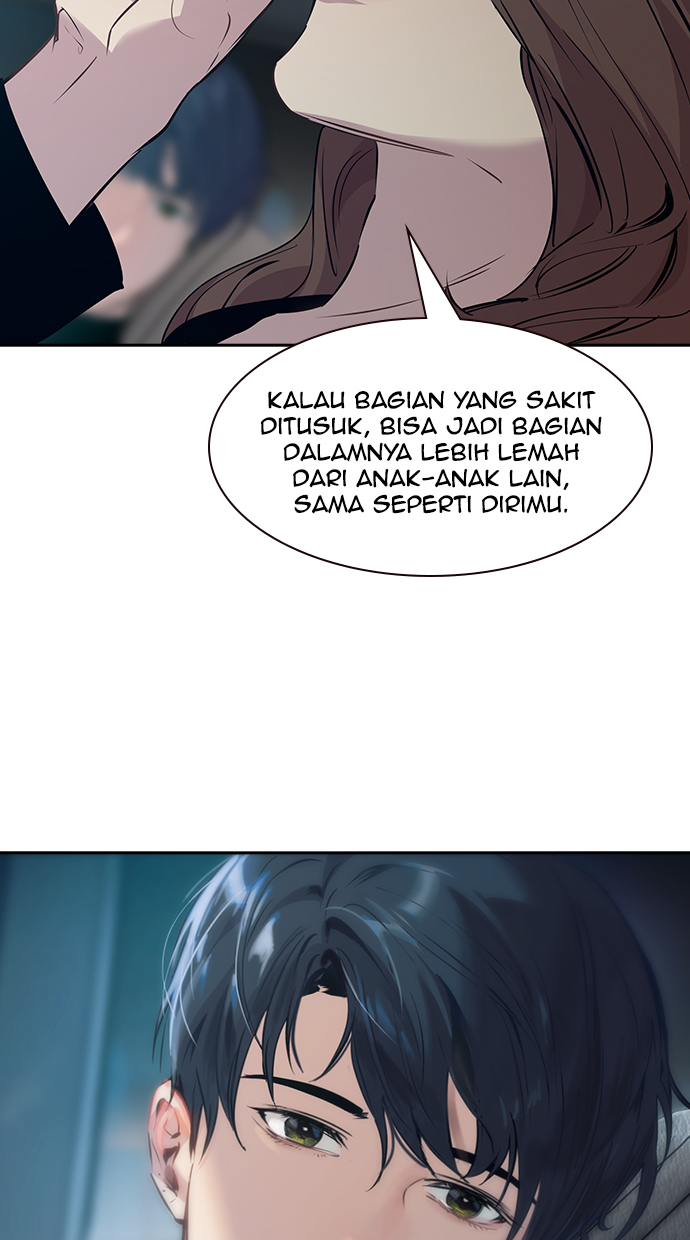 KALAU BAGIAN YANG SAKIT
DITUSUK, BISA JADI BAGIAN
DALAMNYA LEBIH LEMAH
DARI ANAK-ANAK LAIN,
SAMA SEPERTI DIRIMU.